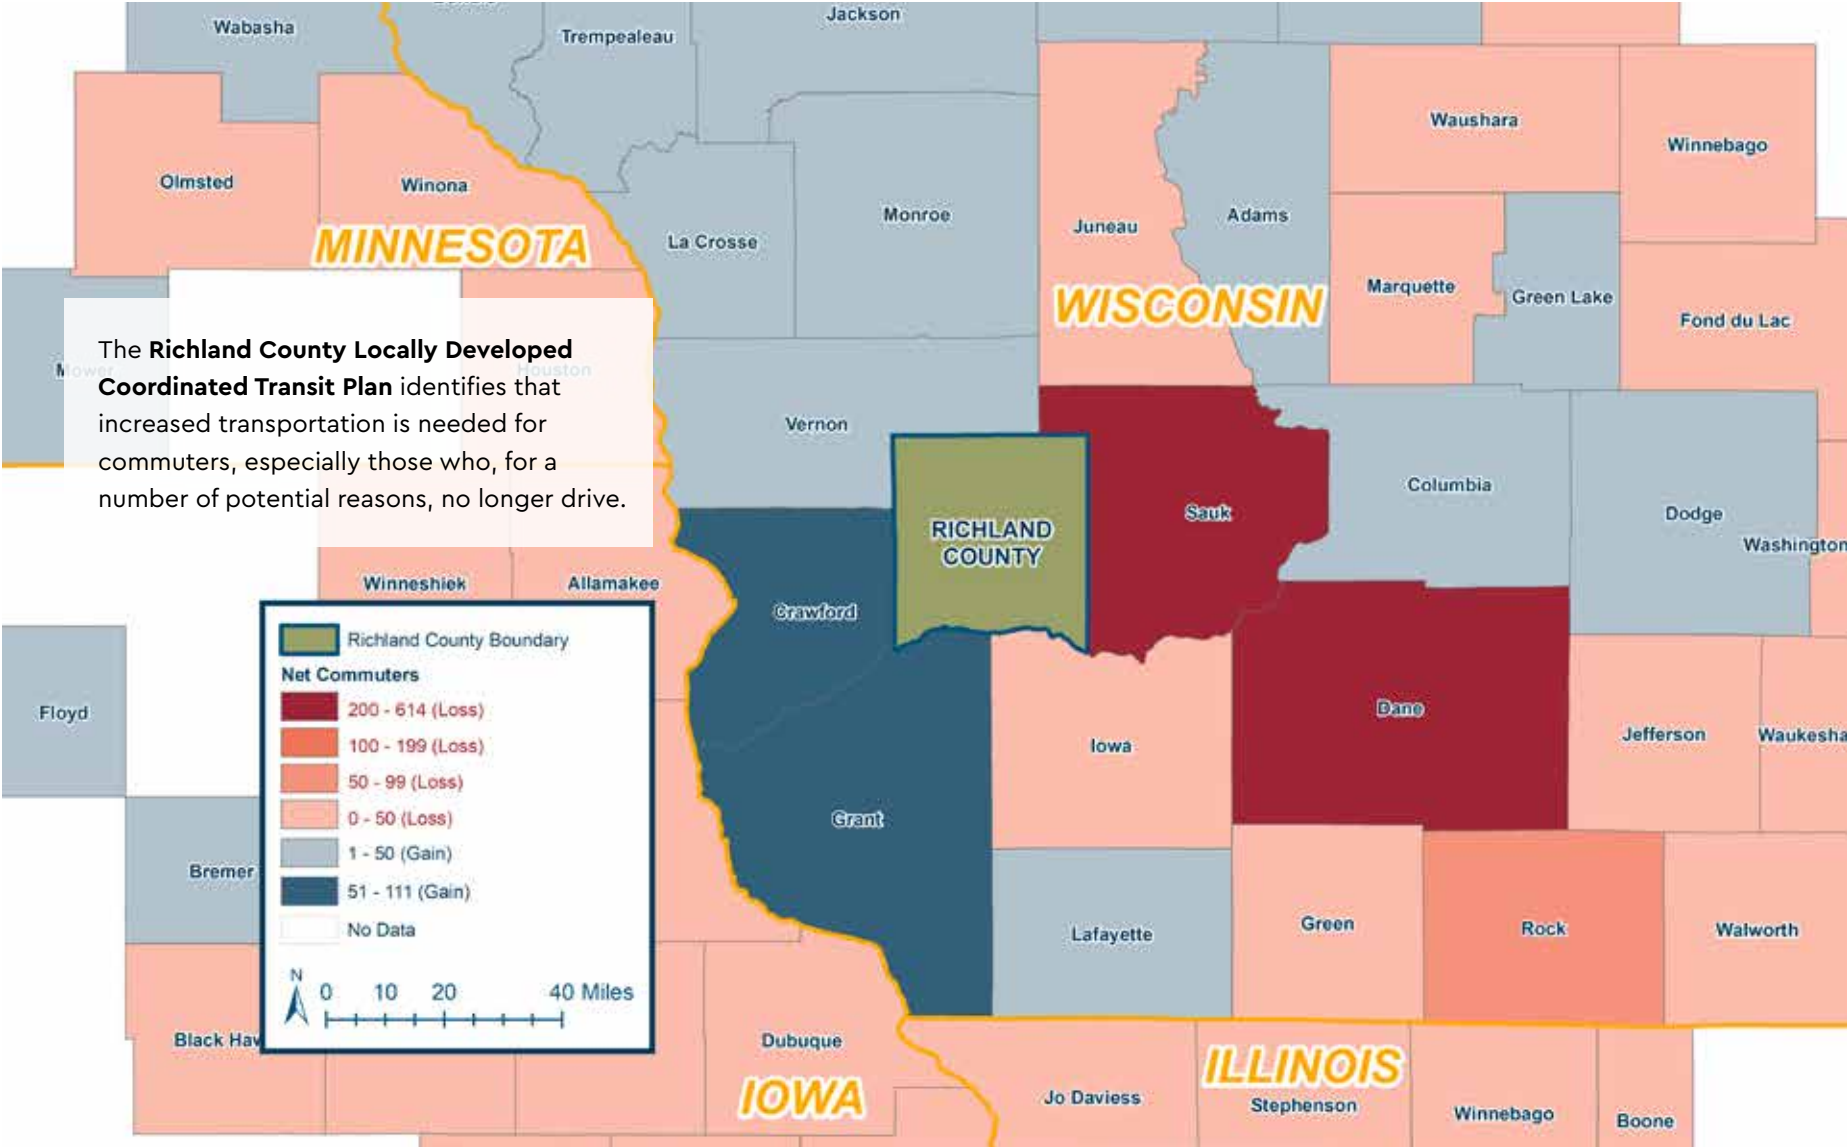 Jackson
Wabasha
Trempealeau
Waushara
Winnebago
Olmsted
Winona
Monroe
Adams
Juneau
La Crosse
MINNESOTA
WISCONSIN
Marquette
Green Lake
Fond du Lac
The Richland County Locally Developed
Coordinated Transit Plan identifies that
increased transportation is needed for
commuters, especially those who, for a
number of potential reasons, no longer drive.
Mower
Houston
Vernon
Columbia
Sauk
Dodge
RICHLAND
COUNTY
Washington
Winneshiek
Allamakee
Crawford
Richland County Boundary
Net Commuters
200 - 614 (Loss)
100 - 199 (Loss)
50 - 99 (Loss)
0 - 50 (Loss)
1 - 50 (Gain)
51 - 111 (Gain)
No Data
N
0 10 20 40 Miles
Floyd
Dane
Iowa
Jefferson
Waukesha
Grant
Bremer
Lafayette
Green
Rock
Walworth
Black Haw
Dubuque
IOWA
ILLINOIS
Jo Daviess
Stephenson
Winnebago
Boone